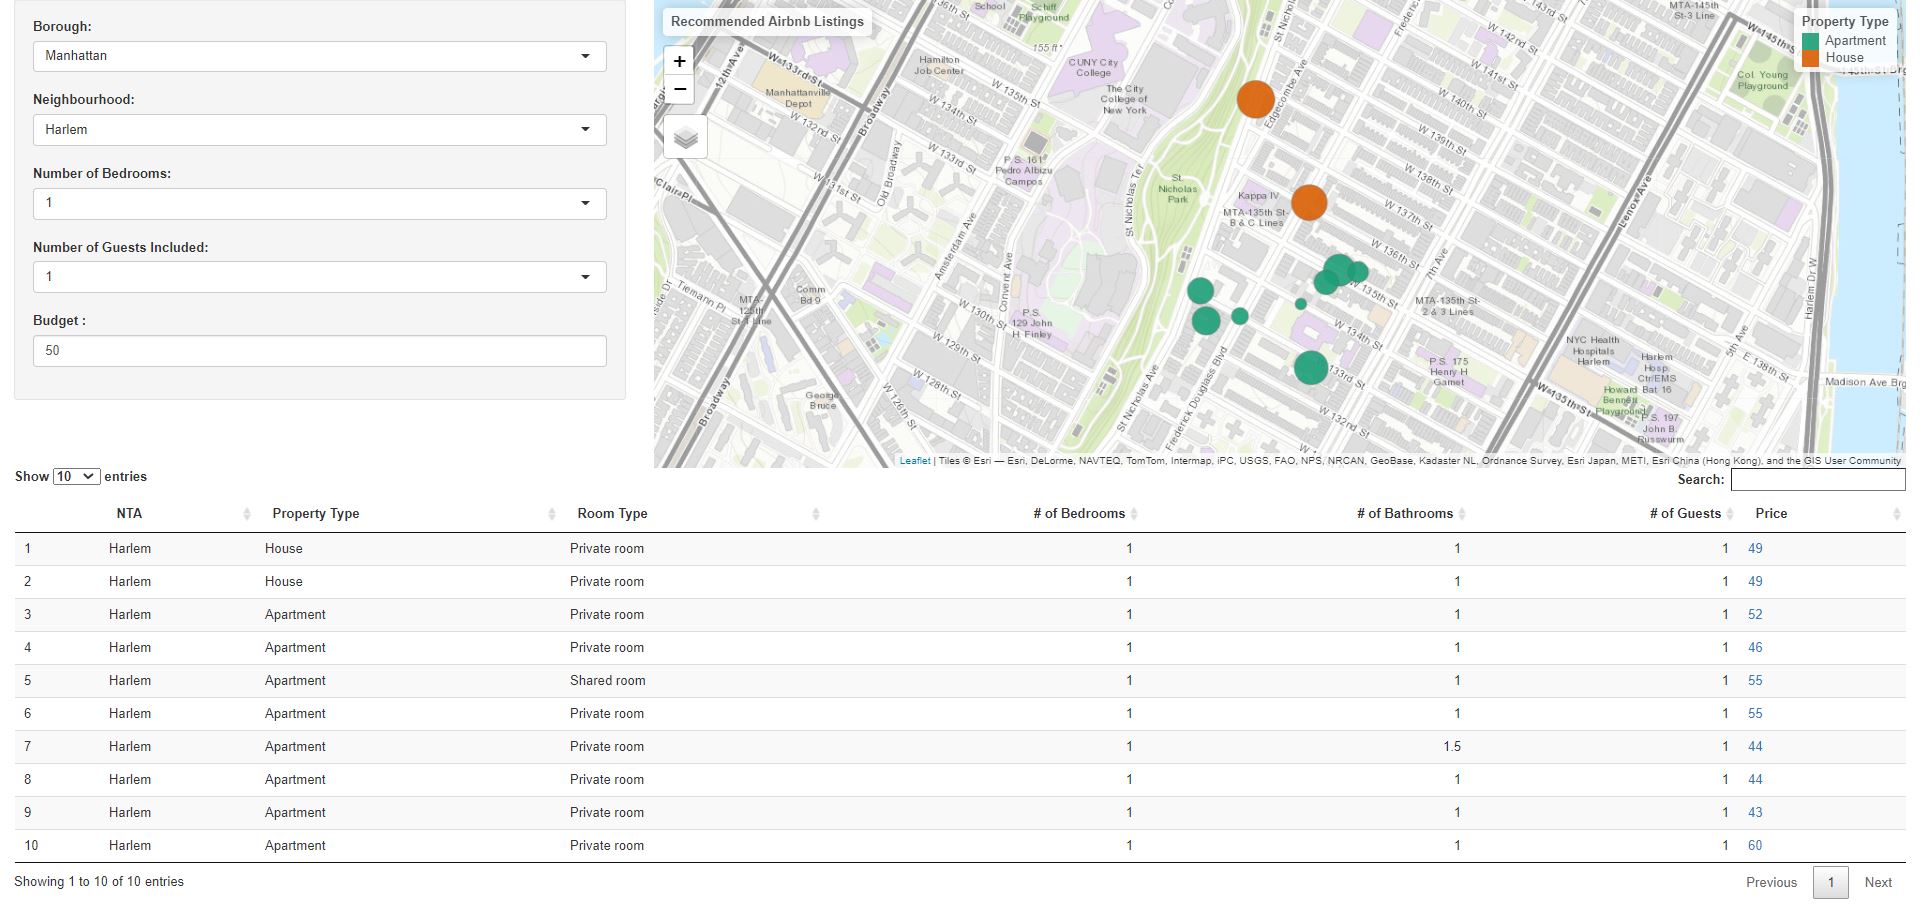 Borough:
Manhattan
Neighbourhood:
Harlem
Number of Bedrooms:
1
Number of Guests Included:
1
Budget :
50
Recommended Airbnb Listings
+
−
Property Type
Apartment
House
School
Schiff
Playground
MTA-145th
St-3 Line
W 143rd St
W 142nd St
W 141st St
W 140th St
W 139th St
W 138th St
W 137th St
W 136th St
W 135th St
W 134th St
W 133rd St
W 132nd St
155 ft
CUNY City
College
Hamilton
Job Center
Manhattanville
Depot
The City
College of
New York
Col. Young
Playground
12th Ave
W 133rd St
Broadway
W 135th St
W 134th St
W 133rd St
W 132nd St
W 131st St
Old Broadway
P.S. 161
Pedro Albizu
Campos
St Nicholas Ter
St.
Nicholas
Park
Edgecombe Ave
Kappa IV
MTA-135th St-
B & C Lines
Lenox Ave
7th Ave
Amsterdam Ave
Convent Ave
Tiemann Pl
Comm
Bd 9
MTA-
125th
St-1 Line
W 130th St
W 129th St
W 128th St
W 126th St
P.S.
129 John
H. Finley
MTA-135th St-
2 & 3 Lines
Harlem Dr W
NYC Health
Hospitals
Harlem
Harlem
Hosp.
Ctr/EMS
Bat 16
5th Ave
E 138th St
Madison Ave Brg
P.S. 175
Henry H
Garnet
Howard
Bennett
Playground
P.S. 197
John B.
Russwurm
W 135th St
George
Bruce
Broadway
St Nicholas Ave
Frederick Douglass Blvd
Leaflet | Tiles © Esri — Esri, DeLorme, NAVTEQ, TomTom, Intermap, iPC, USGS, FAO, NPS, NRCAN, GeoBase, Kadaster NL, Ordnance Survey, Esri Japan, METI, Esri China (Hong Kong), and the GIS User Community
Show 10 entries
Search:
NTA Property Type Room Type # of Bedrooms # of Bathrooms # of Guests Price
1 Harlem House Private room 1 1 1 49
2 Harlem House Private room 1 1 1 49
3 Harlem Apartment Private room 1 1 1 52
4 Harlem Apartment Private room 1 1 1 46
5 Harlem Apartment Shared room 1 1 1 55
6 Harlem Apartment Private room 1 1 1 55
7 Harlem Apartment Private room 1 1.5 1 44
8 Harlem Apartment Private room 1 1 1 44
9 Harlem Apartment Private room 1 1 1 43
10 Harlem Apartment Private room 1 1 1 60
Showing 1 to 10 of 10 entries
Previous 1 Next